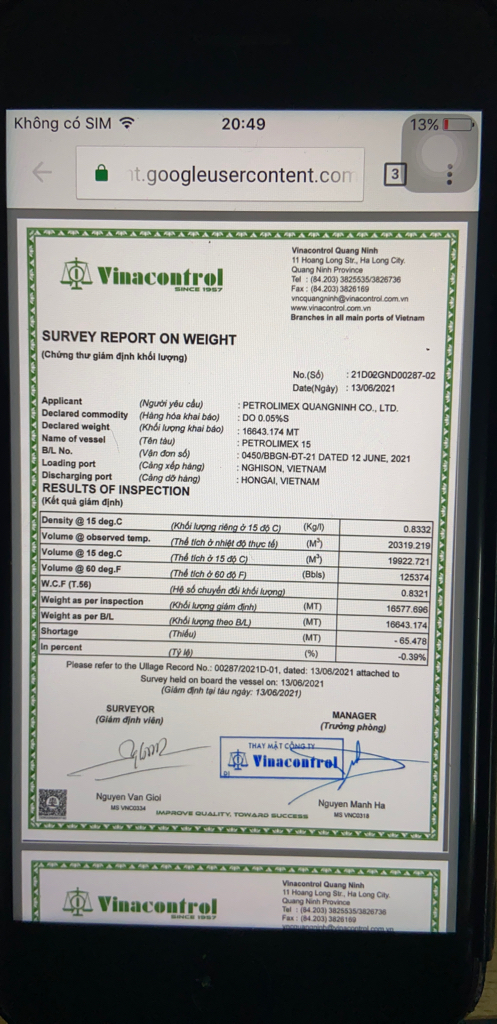 Không có SIM 20:49 13%
nt.googleusercontent.com 3
Vinacontrol
SINCE 1957
Vinacontrol Quang Ninh
11 Hoang Long Str., Ha Long City.
Quang Ninh Province
Tel : (84.203) 3825535/3826736
Fax : (84.203) 3826169
vncquangninh@vinacontrol.com.vn
www.vinacontrol.com.vn
Branches in all main ports of Vietnam
SURVEY REPORT ON WEIGHT
(Chứng thư giám định khối lượng)
No.(Số) : 21D02GND00287-02
Date(Ngày) : 13/06/2021
Applicant (Người yêu cầu) : PETROLIMEX QUANGNINH CO., LTD.
Declared commodity (Hàng hóa khai báo) : DO 0.05%S
Declared weight (Khối lượng khai báo) : 16643.174 MT
Name of vessel (Tên tàu) : PETROLIMEX 15
B/L No. (Vận đơn số) : 0450/BBGN-ĐT-21 DATED 12 JUNE, 2021
Loading port (Cảng xếp hàng) : NGHISON, VIETNAM
Discharging port (Cảng dỡ hàng) : HONGAI, VIETNAM
RESULTS OF INSPECTION
(Kết quả giám định)
Density @ 15 deg.C (Khối lượng riêng ở 15 độ C) (Kg/l) 0.8332
Volume @ observed temp. (Thể tích ở nhiệt độ thực tế) (M³) 20319.219
Volume @ 15 deg.C (Thể tích ở 15 độ C) (M³) 19922.721
Volume @ 60 deg.F (Thể tích ở 60 độ F) (Bbls) 125374
W.C.F (T.56) (Hệ số chuyển đổi khối lượng) 0.8321
Weight as per inspection (Khối lượng giám định) (MT) 16577.696
Weight as per B/L (Khối lượng theo B/L) (MT) 16643.174
Shortage (Thiếu) (MT) - 65.478
In percent (Tỷ lệ) (%) -0.39%
Please refer to the Ullage Record No.: 00287/2021D-01, dated: 13/06/2021 attached to
Survey held on board the vessel on: 13/06/2021
(Giám định tại tàu ngày: 13/06/2021)
SURVEYOR
(Giám định viên)
MANAGER
(Trưởng phòng)
THAY MẶT CÔNG TY
Vinacontrol
01
Nguyen Van Gioi
MS VNC0334
Nguyen Manh Ha
MS VNC0318
IMPROVE QUALITY, TOWARD SUCCESS
Vinacontrol
SINCE 1957
Vinacontrol Quang Ninh
11 Hoang Long Str., Ha Long City.
Quang Ninh Province
Tel : (84.203) 3825535/3826736
Fax : (84.203) 3826169
vncquangninh@vinacontrol.com.vn